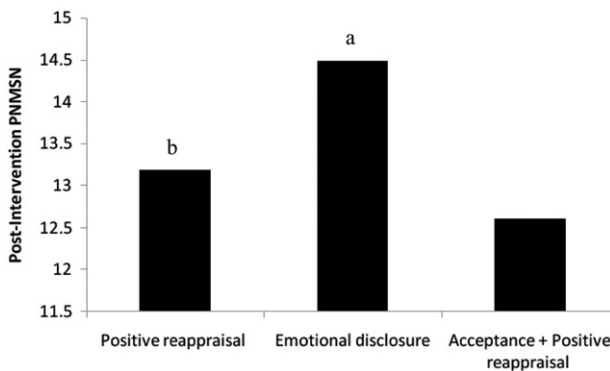 15
14.5
14
13.5
13
12.5
12
11.5
Post-Intervention PNMSN
b
a
Positive reappraisal
Emotional disclosure
Acceptance + Positive
reappraisal